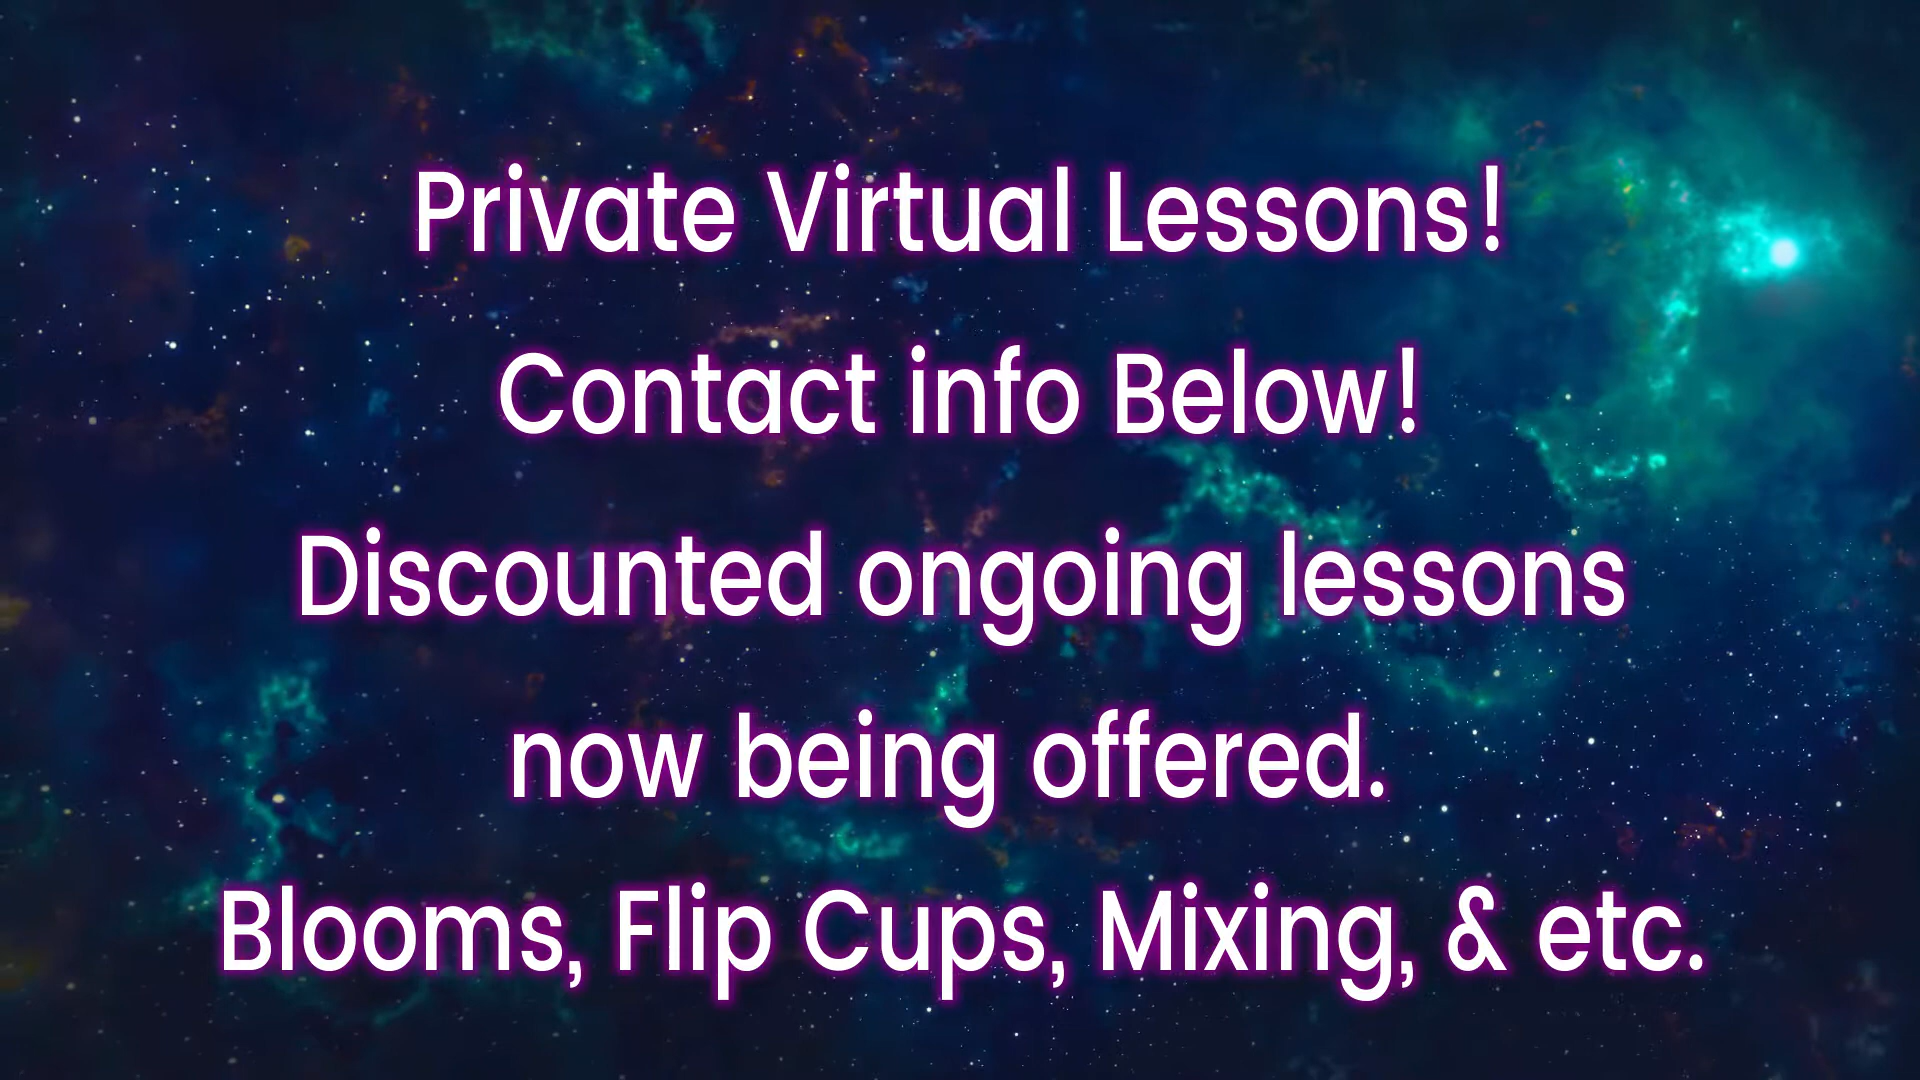 Private Virtual Lessons!
Contact info Below!
Discounted ongoing lessons
now being offered.
Blooms, Flip Cups, Mixing, & etc.